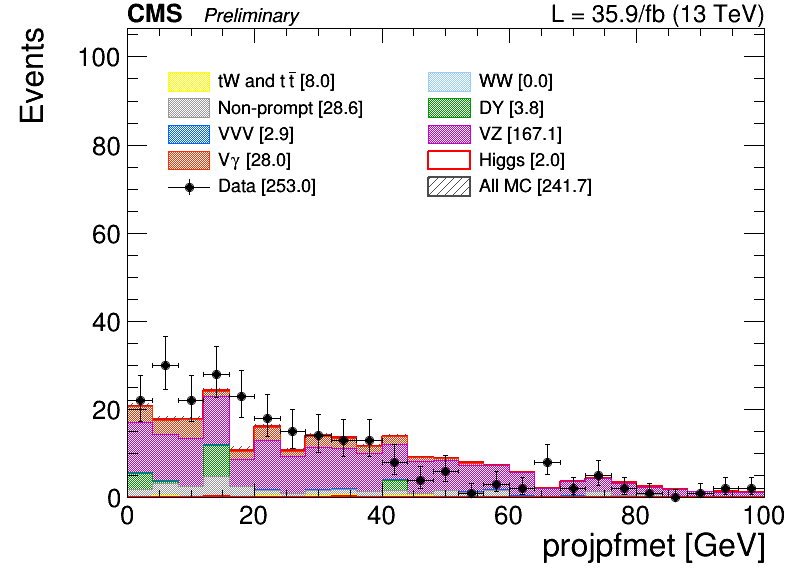 CMS Preliminary L = 35.9/fb (13 TeV)
Events
100
80
60
40
20
0
tW and t t̅ [8.0]
Non-prompt [28.6]
VVV [2.9]
Vγ [28.0]
Data [253.0]
WW [0.0]
DY [3.8]
VZ [167.1]
Higgs [2.0]
All MC [241.7]
0 20 40 60 80 100
projpfmet [GeV]